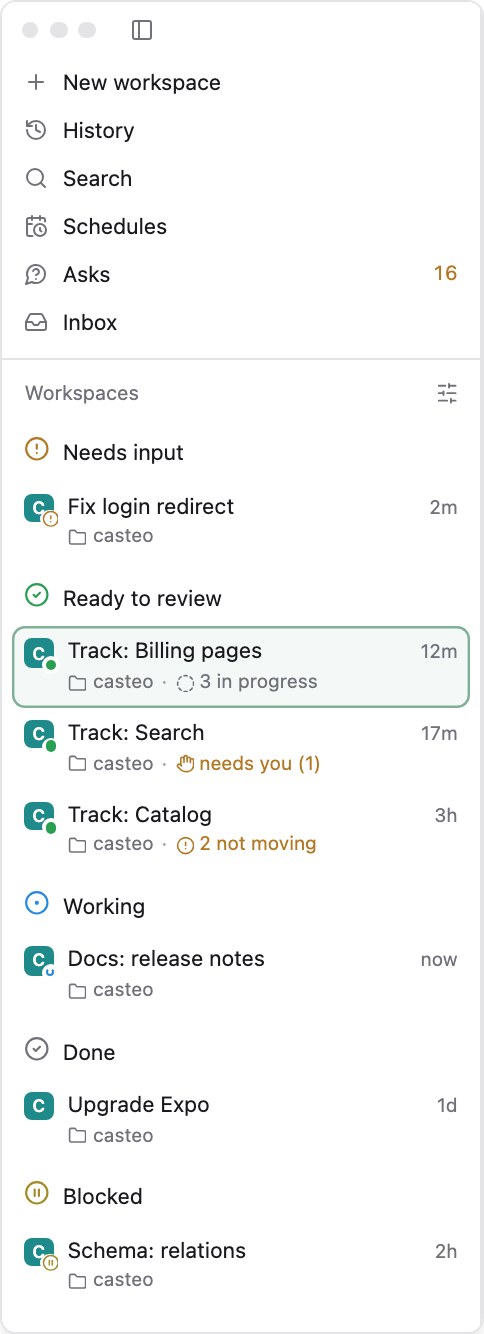 New workspace
History
Search
Schedules
Asks 16
Inbox
Workspaces
Needs input
C Fix login redirect 2m
casteo
Ready to review
C Track: Billing pages 12m
casteo · 3 in progress
C Track: Search 17m
casteo · needs you (1)
C Track: Catalog 3h
casteo · 2 not moving
Working
C Docs: release notes now
casteo
Done
C Upgrade Expo 1d
casteo
Blocked
C Schema: relations 2h
casteo